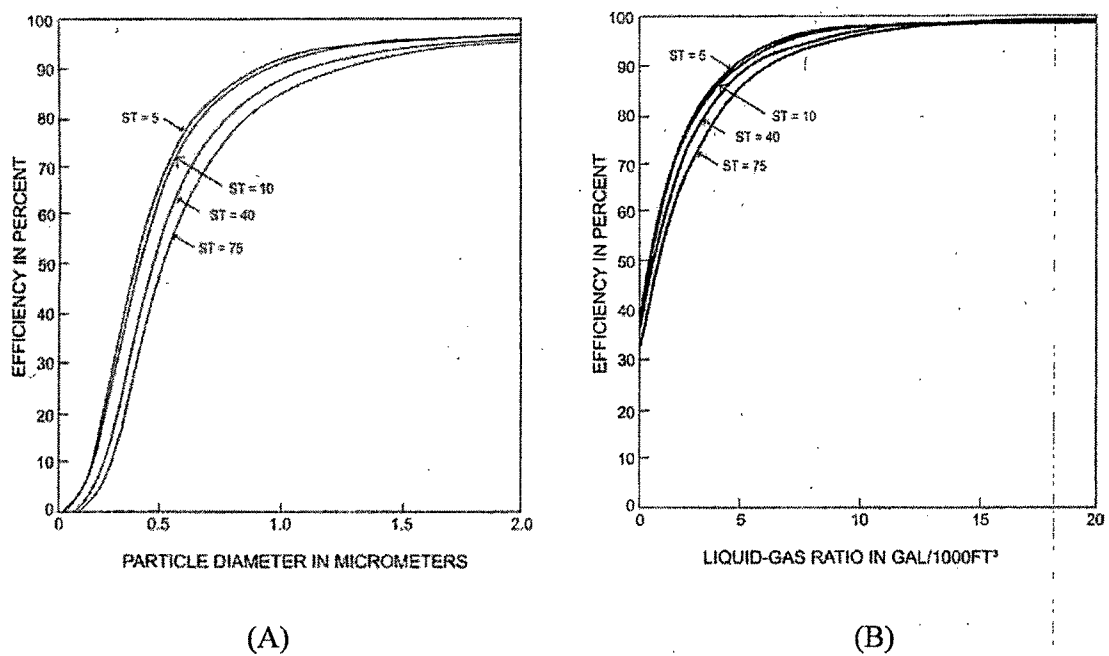 100
90
80
70
60
50
40
30
20
10
0
EFFICIENCY IN PERCENT
ST = 5
ST = 10
ST = 40
ST = 75
0 0.5 1.0 1.5 2.0
PARTICLE DIAMETER IN MICROMETERS
(A)
100
90
80
70
60
50
40
30
20
10
0
EFFICIENCY IN PERCENT
ST = 5
ST = 10
ST = 40
ST = 75
0 5 10 15 20
LIQUID-GAS RATIO IN GAL/1000FT³
(B)